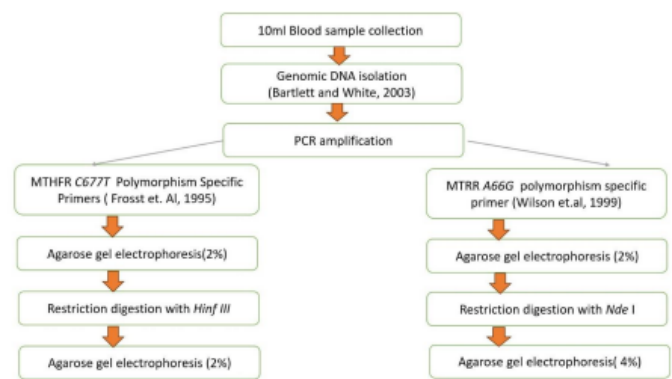 10ml Blood sample collection
Genomic DNA isolation
(Bartlett and White, 2003)
PCR amplification
MTHFR C677T Polymorphism Specific
Primers ( Frosst et. Al, 1995)
Agarose gel electrophoresis(2%)
Restriction digestion with Hinf III
Agarose gel electrophoresis (2%)
MTRR A66G polymorphism specific
primer (Wilson et.al, 1999)
Agarose gel electrophoresis (2%)
Restriction digestion with Nde I
Agarose gel electrophoresis( 4%)